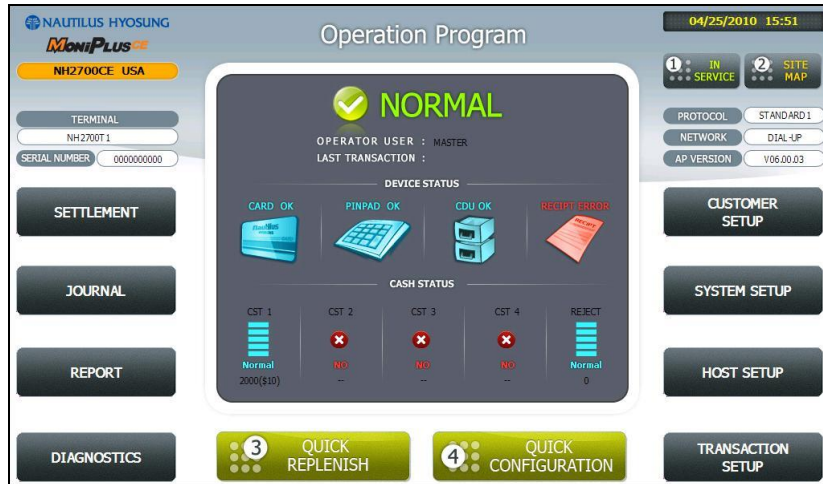 NAUTILUS HYOSUNG
MoniPLUSCE
NH2700CE USA
Operation Program
04/25/2010 15:51
1 IN SERVICE
2 SITE MAP
TERMINAL
NH2700T1
SERIAL NUMBER 0000000000
PROTOCOL STANDARD1
NETWORK DIAL-UP
AP VERSION V06.00.03
NORMAL
OPERATOR USER : MASTER
LAST TRANSACTION :
DEVICE STATUS
CARD OK PINPAD OK CDU OK RECIPT ERROR
Nautilus
RECIPT
CASH STATUS
CST 1 CST 2 CST 3 CST 4 REJECT
Normal NO NO NO Normal
2000($10) -- -- -- 0
SETTLEMENT
JOURNAL
REPORT
DIAGNOSTICS
CUSTOMER
SETUP
SYSTEM SETUP
HOST SETUP
TRANSACTION
SETUP
3 QUICK
REPLENISH
4 QUICK
CONFIGURATION